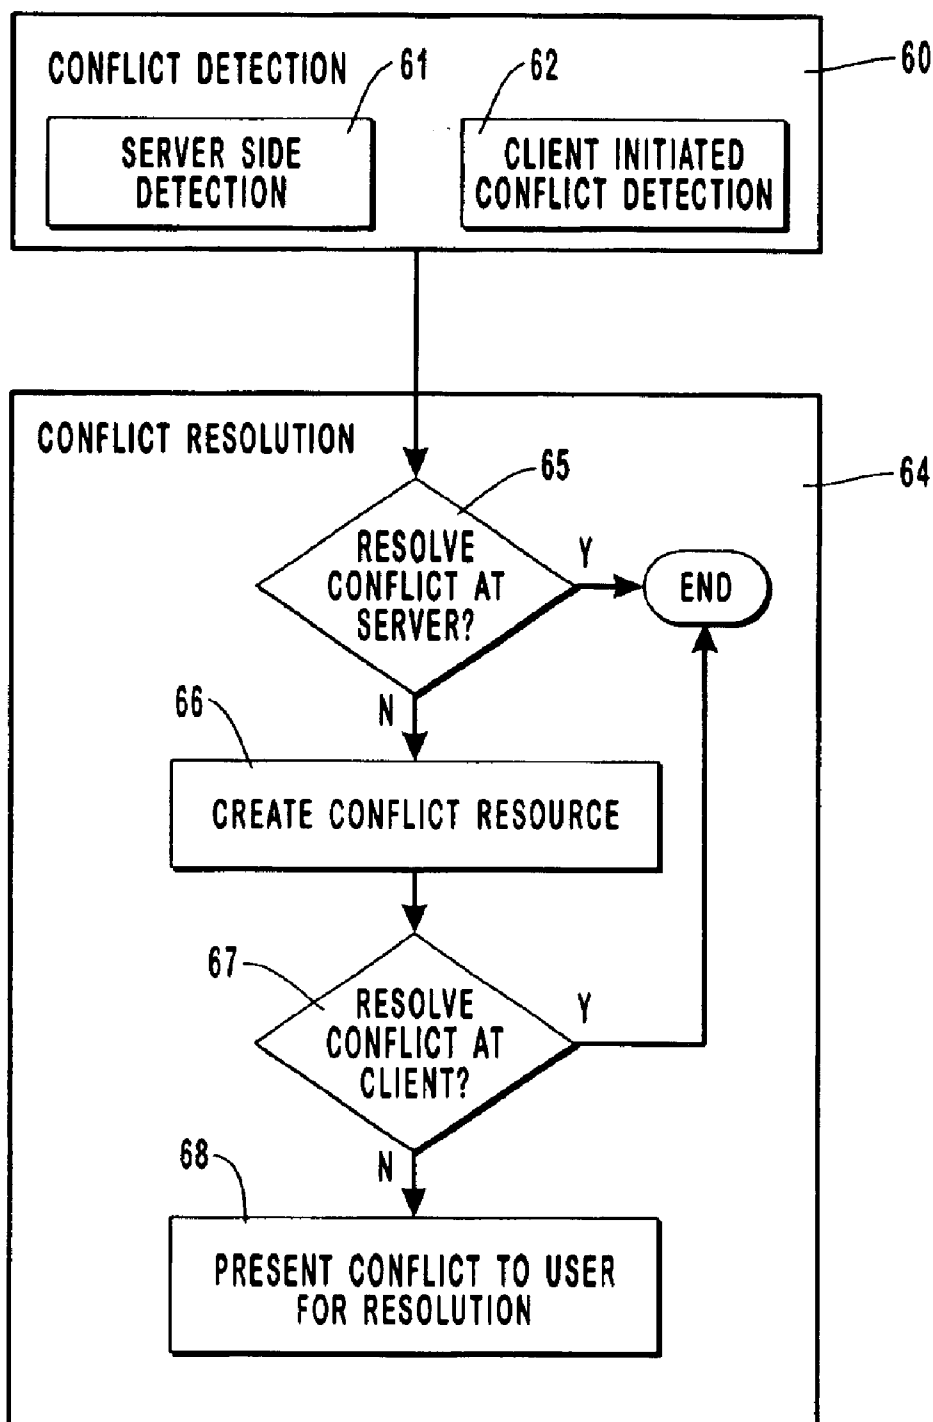 CONFLICT DETECTION
61
62
60
SERVER SIDE
DETECTION
CLIENT INITIATED
CONFLICT DETECTION
CONFLICT RESOLUTION
65
64
RESOLVE
CONFLICT AT
SERVER?
Y
END
N
66
CREATE CONFLICT RESOURCE
67
RESOLVE
CONFLICT AT
CLIENT?
Y
N
68
PRESENT CONFLICT TO USER
FOR RESOLUTION